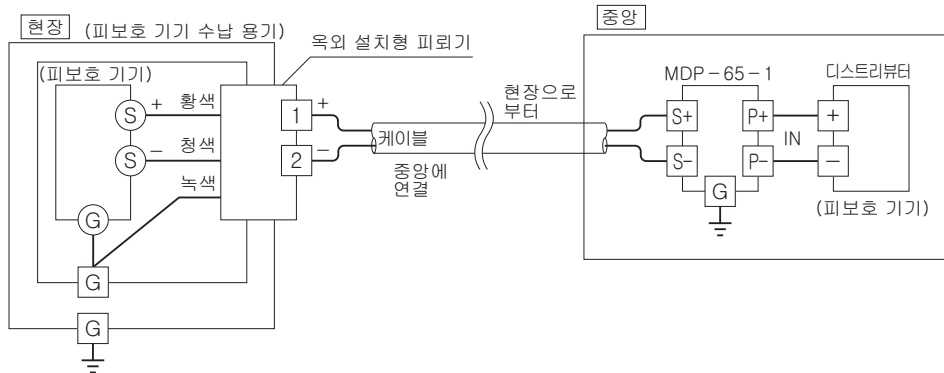 현장
(피보호 기기 수납 용기)
옥외 설치형 피뢰기
(피보호 기기)
S
+
황색
S
−
청색
녹색
G
G
G
1
+
2
−
케이블
중앙에
연결
현장으로
부터
중앙
MDP−65−1
디스트리뷰터
S+
P+
+
IN
S−
P−
−
G
(피보호 기기)